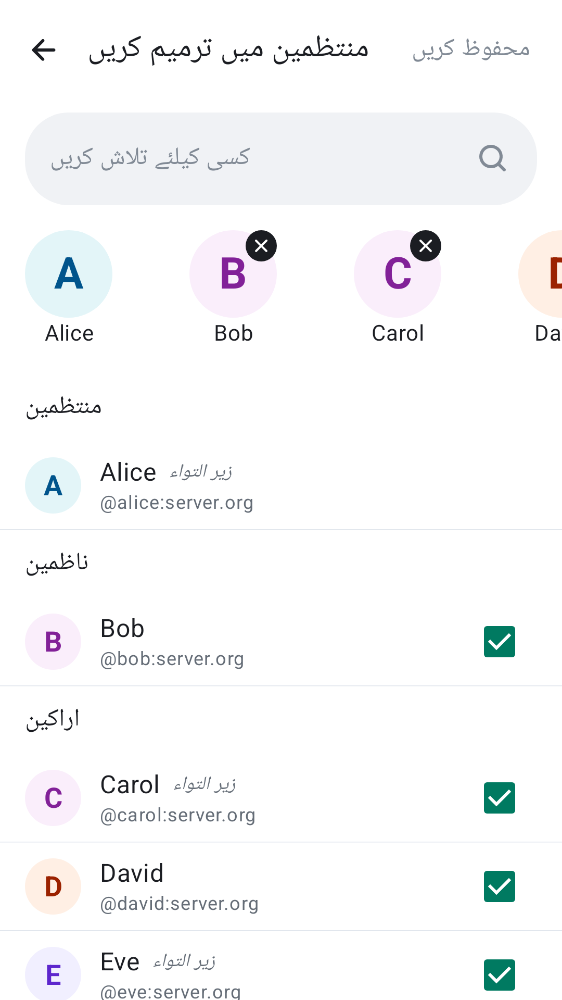 منتظمین میں ترمیم کریں
محفوظ کریں
کسی کیلئے تلاش کریں
A
B
C
Alice
Bob
Carol
Da
منتظمین
A
Alice زیر التواء
@alice:server.org
ناظمین
B
Bob
@bob:server.org
اراکین
C
Carol زیر التواء
@carol:server.org
D
David
@david:server.org
E
Eve زیر التواء
@eve:server.org